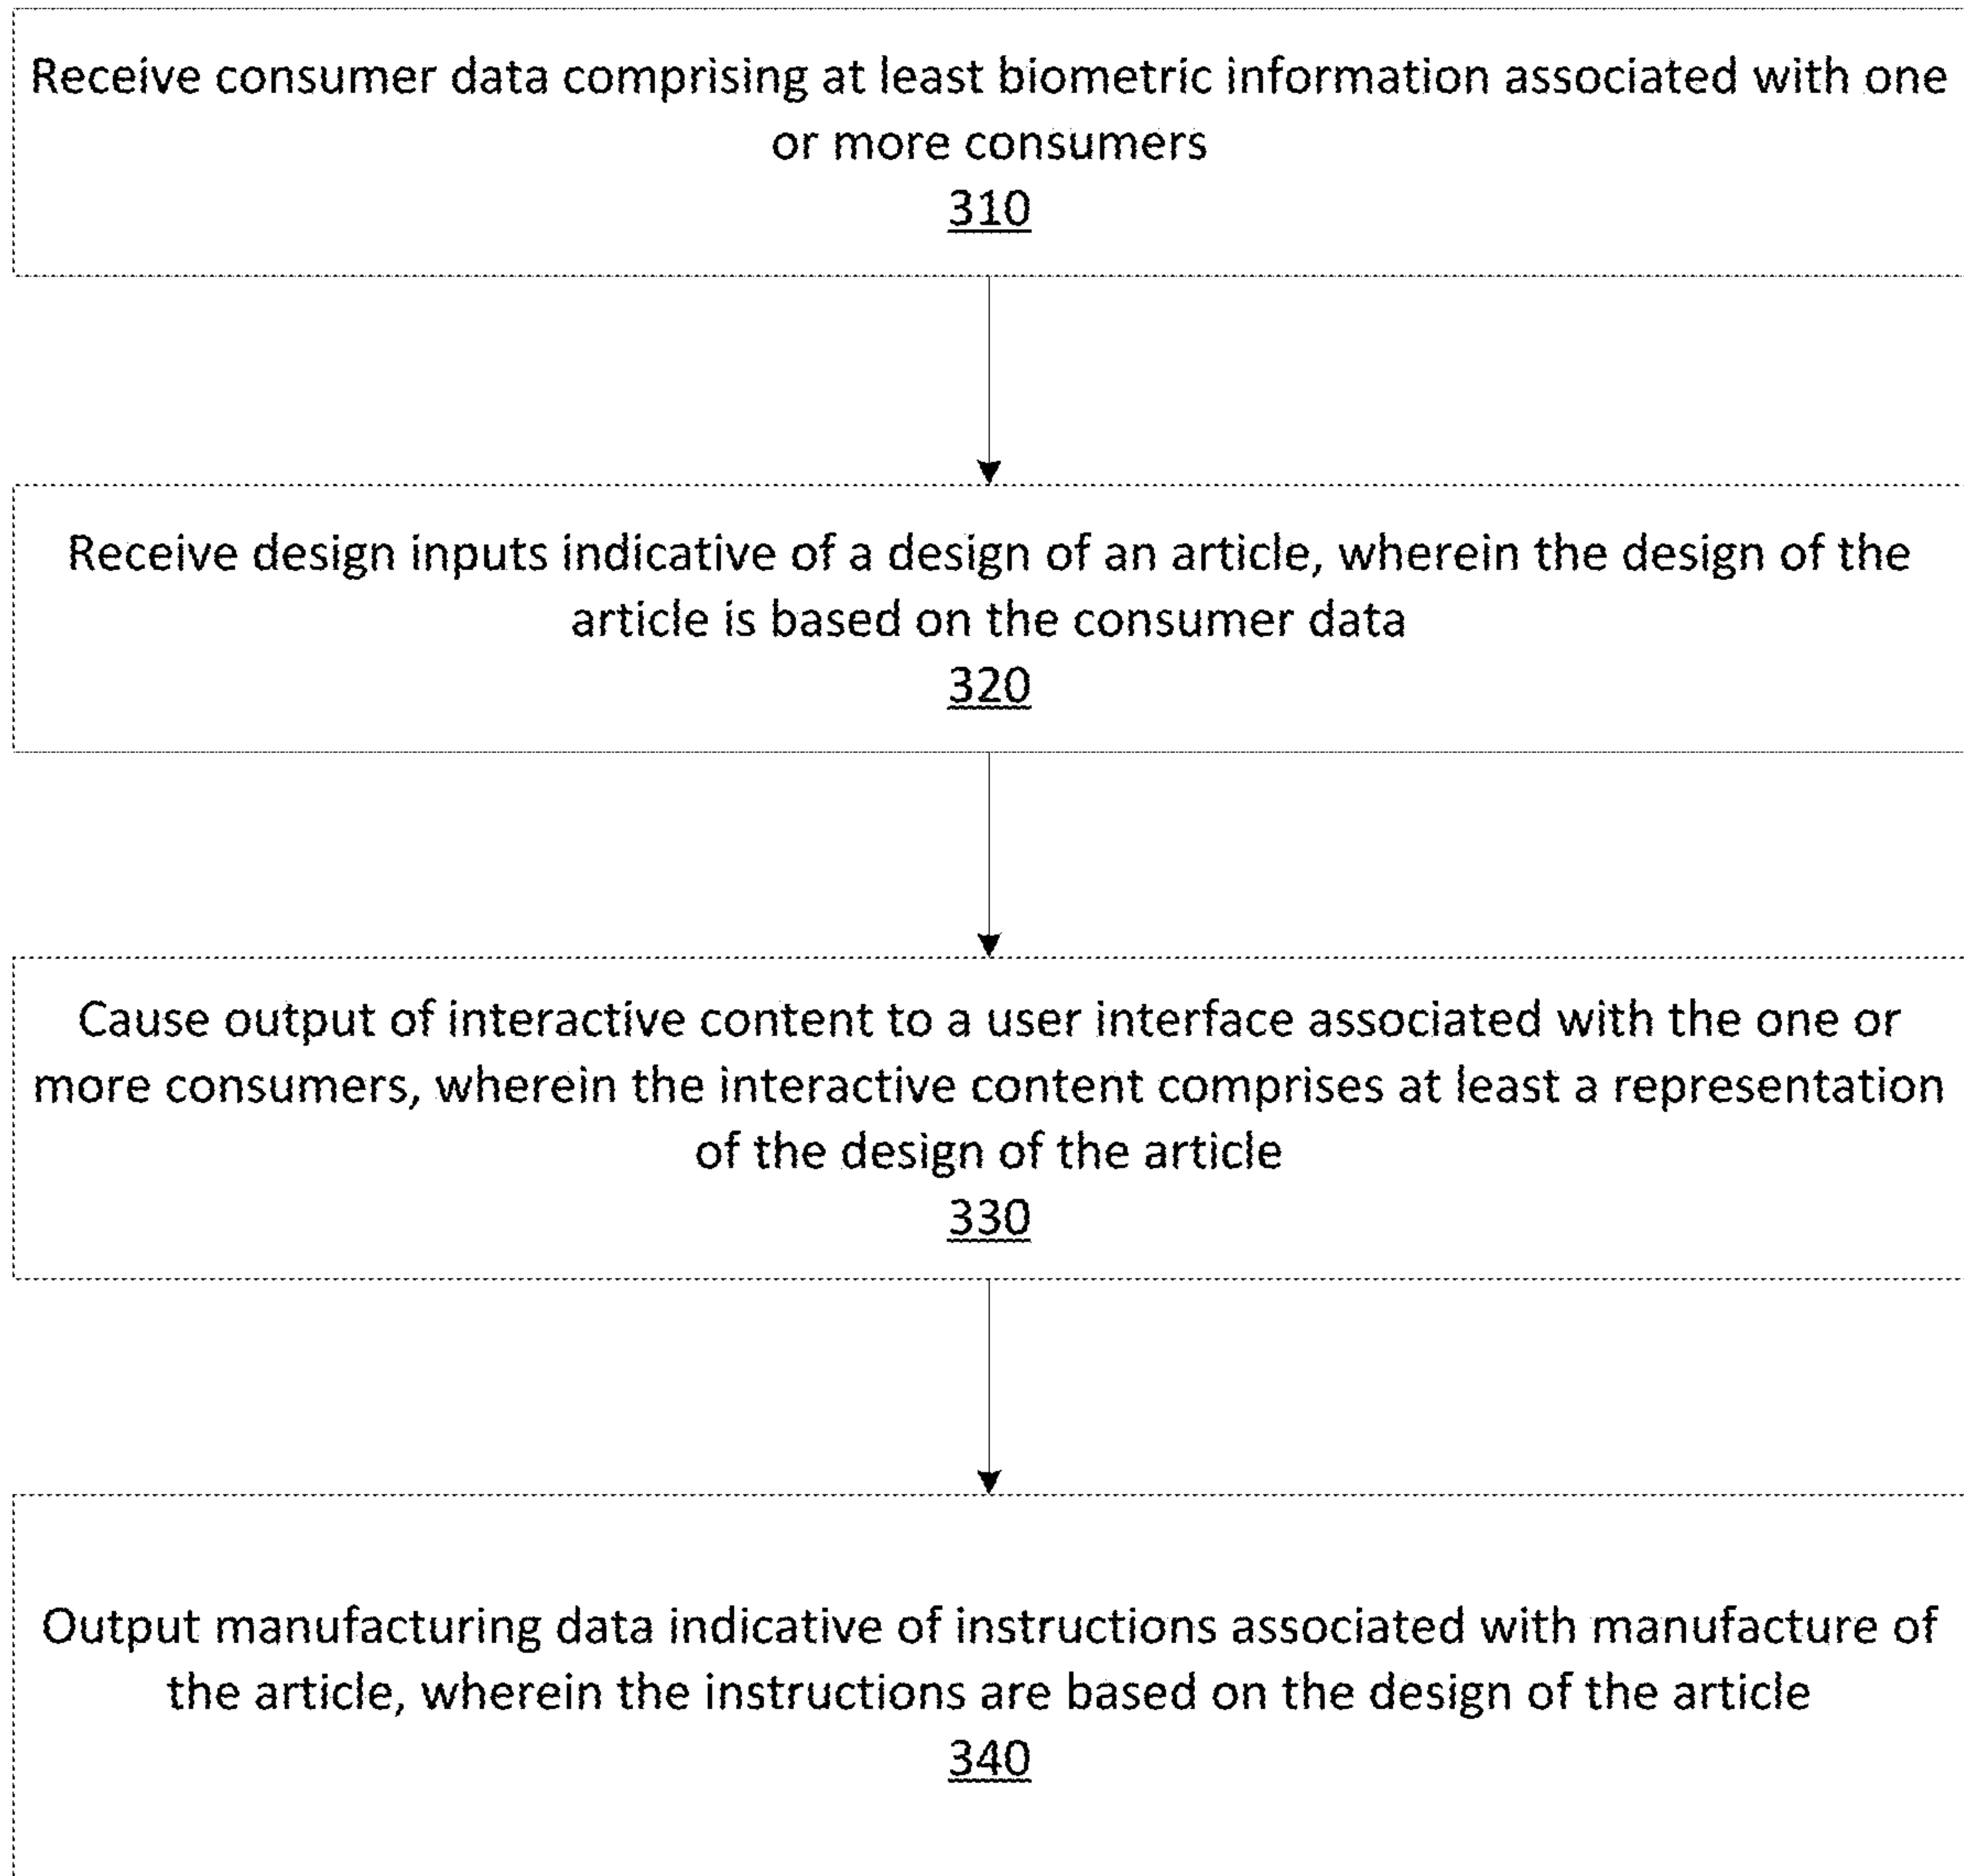 Receive consumer data comprising at least biometric information associated with one
or more consumers
310
Receive design inputs indicative of a design of an article, wherein the design of the
article is based on the consumer data
320
Cause output of interactive content to a user interface associated with the one or
more consumers, wherein the interactive content comprises at least a representation
of the design of the article
330
Output manufacturing data indicative of instructions associated with manufacture of
the article, wherein the instructions are based on the design of the article
340